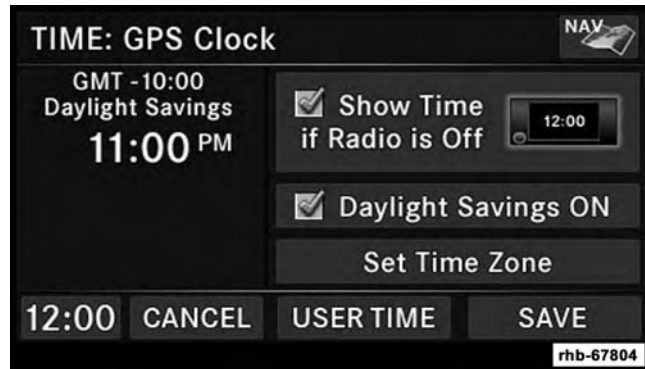 TIME: GPS Clock
NAV
GMT -10:00
Daylight Savings
11:00 PM
Show Time
if Radio is Off
12:00
Daylight Savings ON
Set Time Zone
12:00
CANCEL
USER TIME
SAVE
rhb-67804